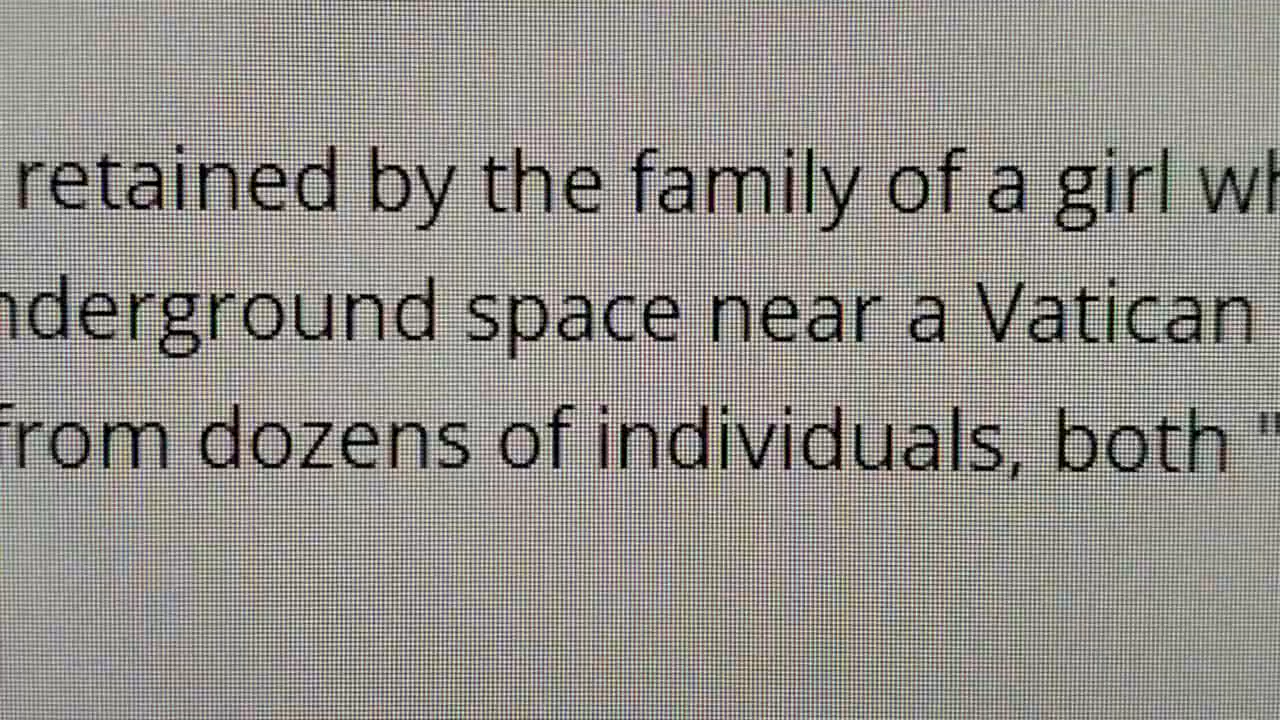 retained by the family of a girl wh
nderground space near a Vatican
from dozens of individuals, both "